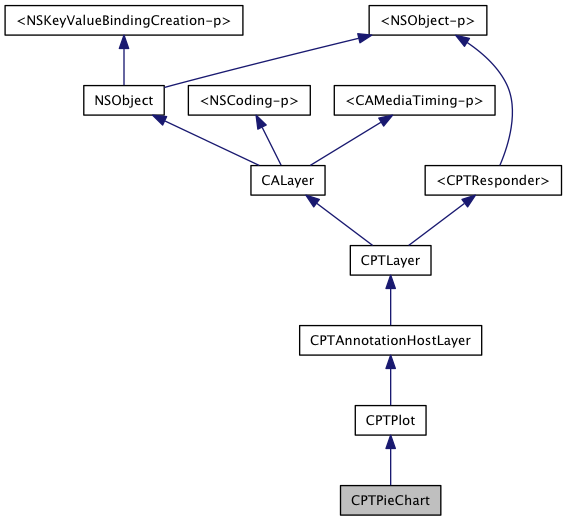 <NSKeyValueBindingCreation-p>
<NSObject-p>
NSObject
<NSCoding-p>
<CAMediaTiming-p>
CALayer
<CPTResponder>
CPTLayer
CPTAnnotationHostLayer
CPTPlot
CPTPieChart